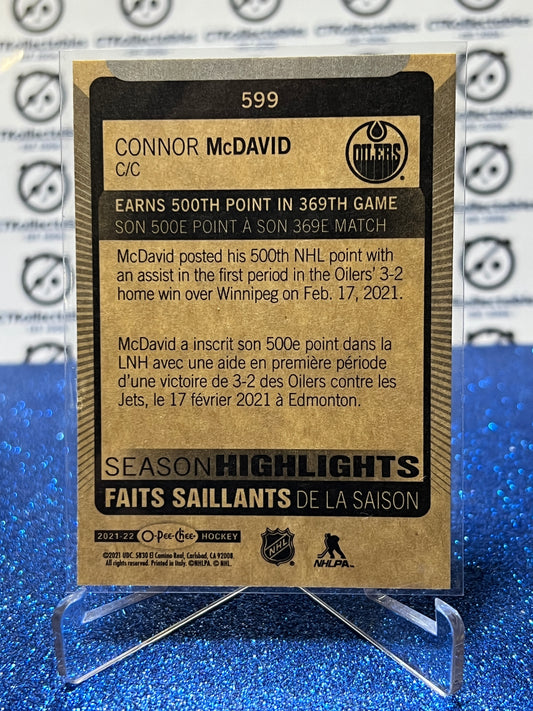 599
CONNOR McDAVID
C/C
OILERS
EARNS 500TH POINT IN 369TH GAME
SON 500E POINT À SON 369E MATCH
McDavid posted his 500th NHL point with
an assist in the first period in the Oilers' 3-2
home win over Winnipeg on Feb. 17, 2021.
McDavid a inscrit son 500e point dans la
LNH avec une aide en première période
d'une victoire de 3-2 des Oilers contre les
Jets, le 17 février 2021 à Edmonton.
SEASON HIGHLIGHTS
FAITS SAILLANTS DE LA SAISON
2021-22 O-Pee-Chee HOCKEY
©2021 UDC. 5830 El Camino Real, Carlsbad, CA 92008.
All rights reserved. Printed in Italy. ©NHLPA. © NHL.
NHL
NHLPA